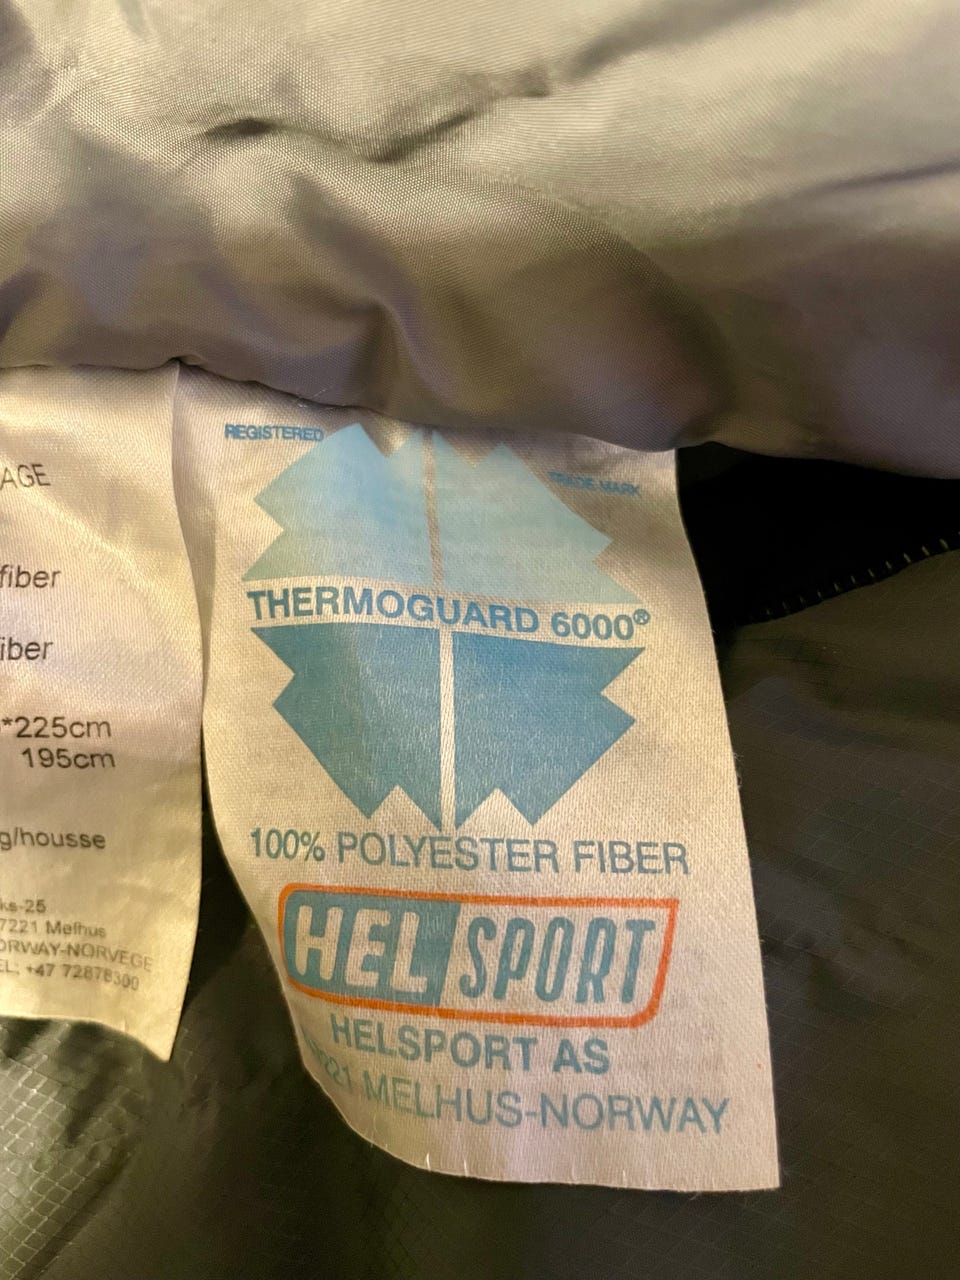 AGE
fiber
iber
*225cm
195cm
g/housse
ks-25
7221 Melhus
ORWAY-NORVEGE
EL: +47 72878300
REGISTERED
TRADE MARK
THERMOGUARD 6000®
100% POLYESTER FIBER
HEL SPORT
HELSPORT AS
21 MELHUS-NORWAY